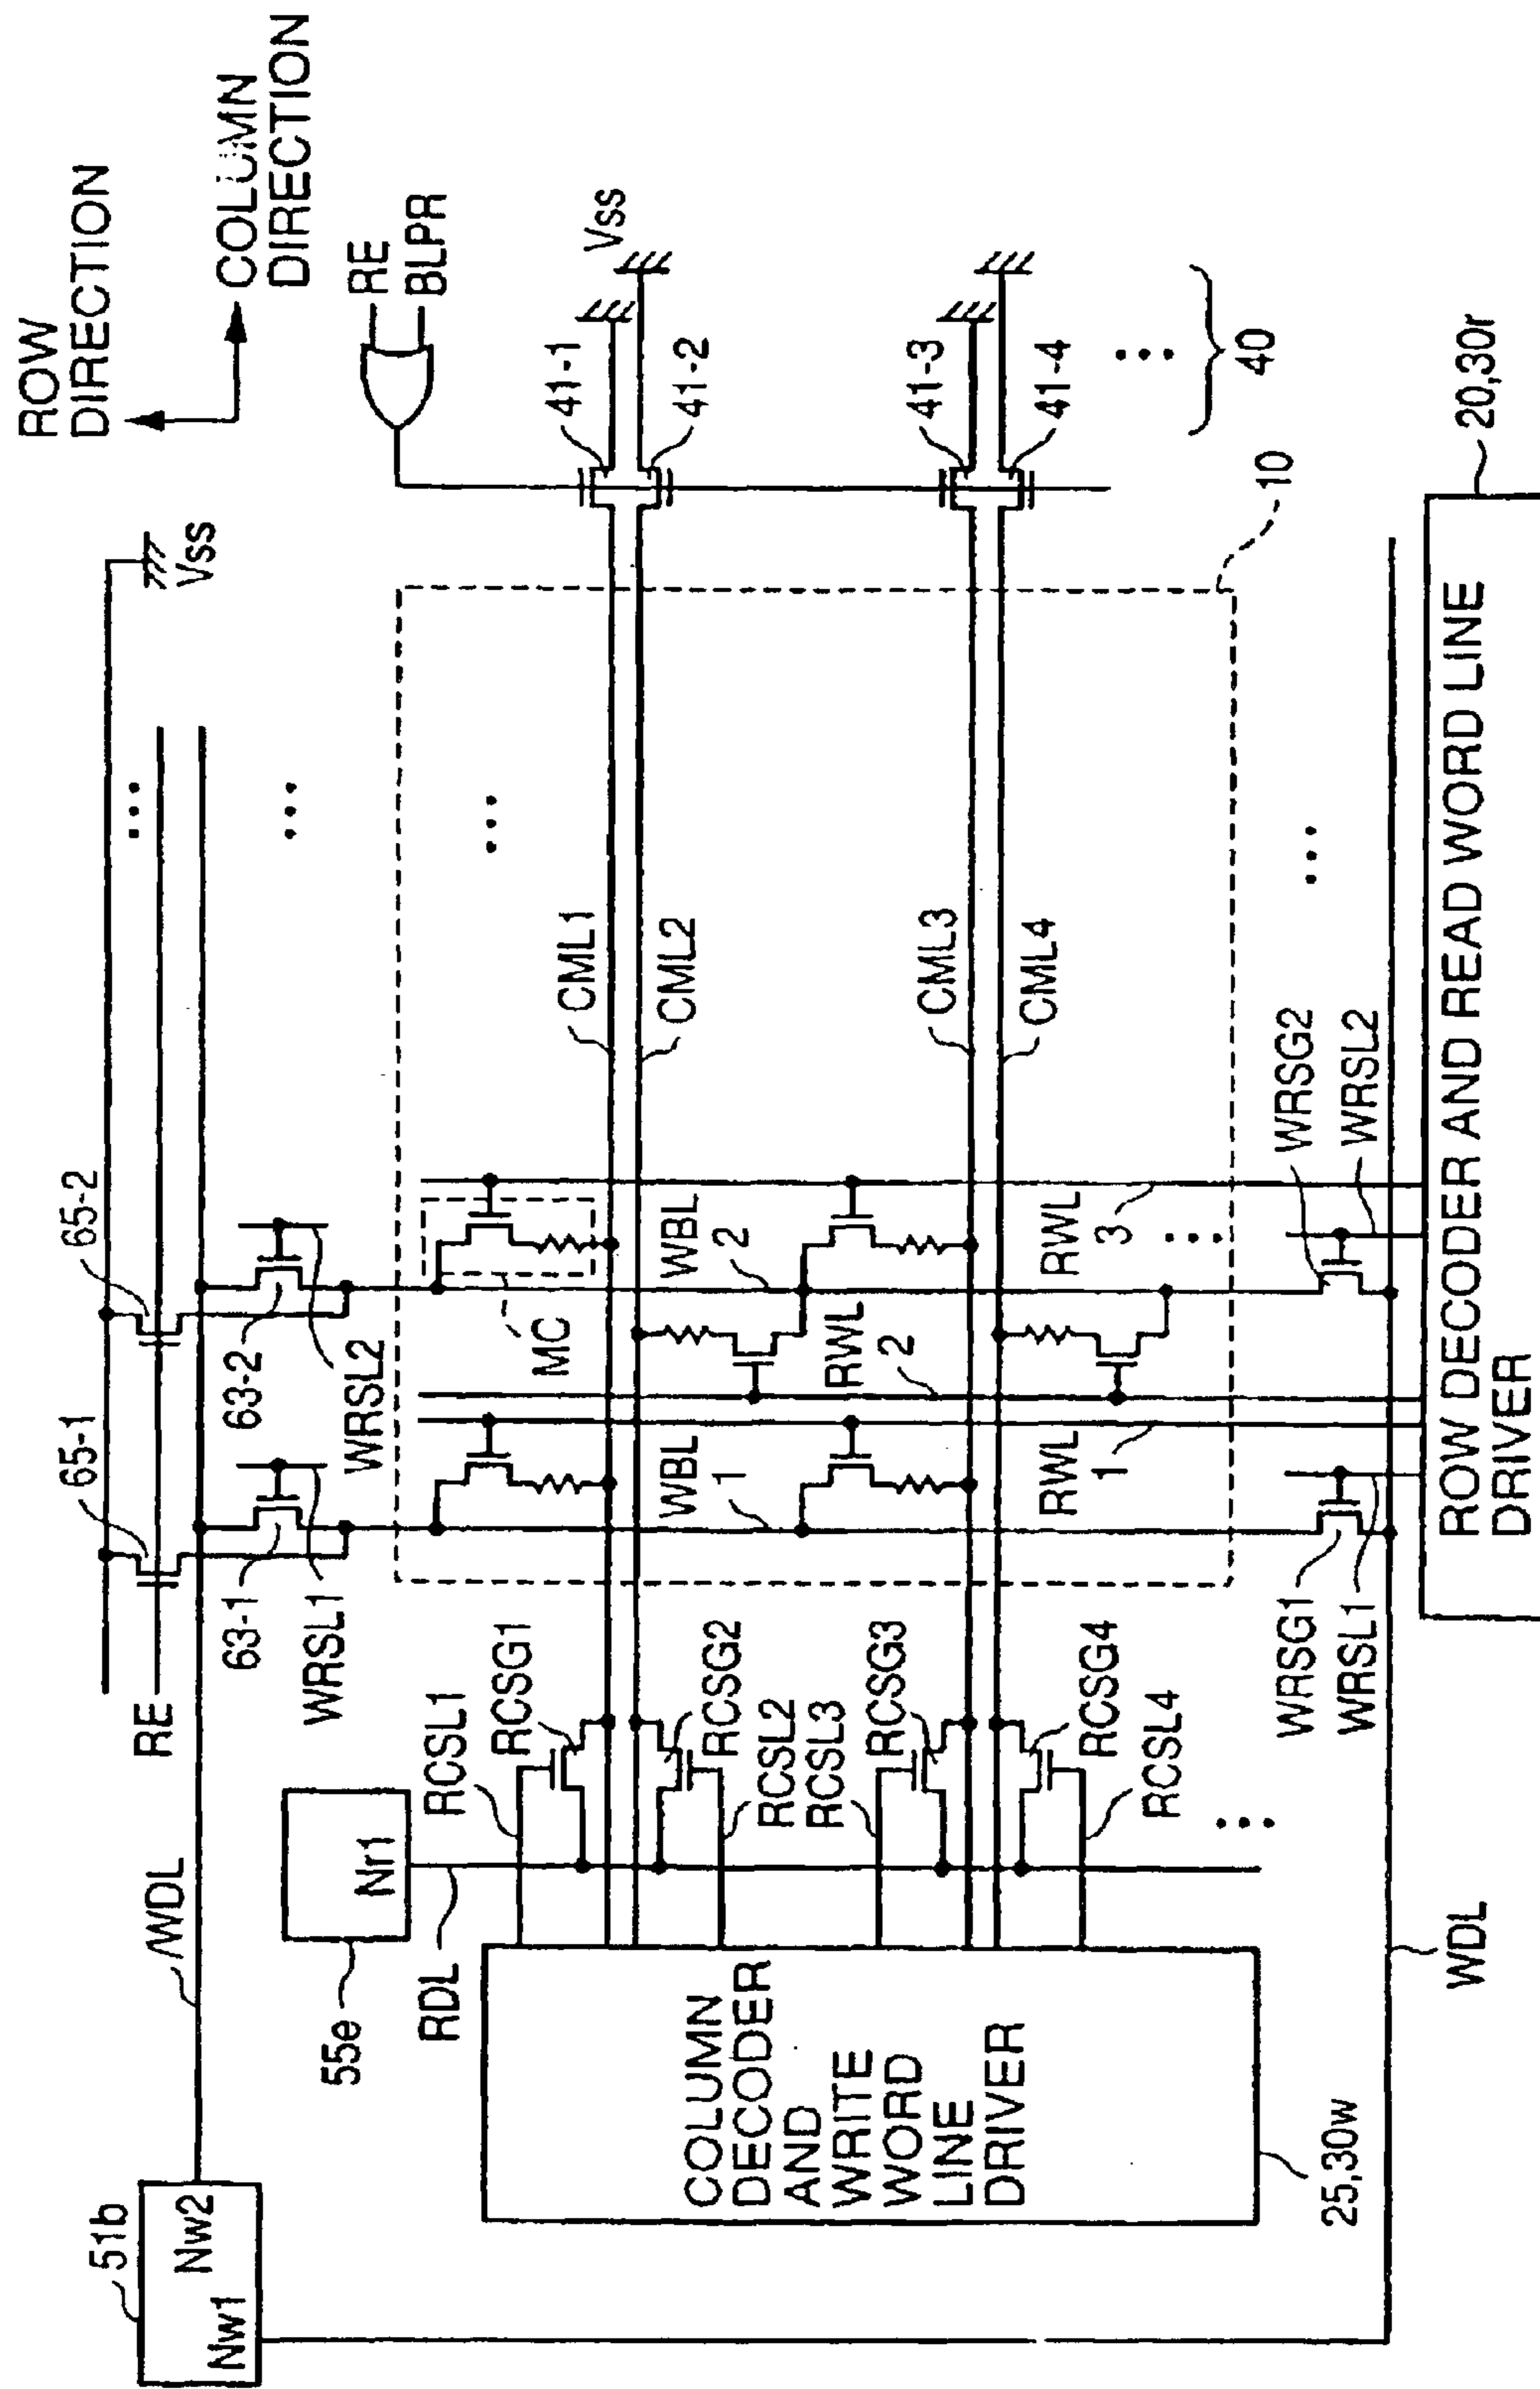 ROW
DIRECTION
COLUMN
DIRECTION
RE
BLPR
Vss
41-1
41-2
41-3
41-4
40
20,30r
10
Vss
65-2
65-1
63-2
WRSL2
63-1
WRSL1
RE
/WDL
51b
Nw2
Nw1
55e
Nr1
RDL
CML1
CML2
CML3
CML4
MC
WBL
2
RWL
3
RWL
2
WBL
1
RWL
1
WRSG2
WRSL2
WRSG1
WRSL1
RCSL1
RCSG1
RCSG2
RCSL2
RCSL3
RCSG3
RCSG4
RCSL4
WDL
COLUMN
DECODER
AND
WRITE
WORD
LINE
DRIVER
25,30w
ROW DECODER AND READ WORD LINE
DRIVER